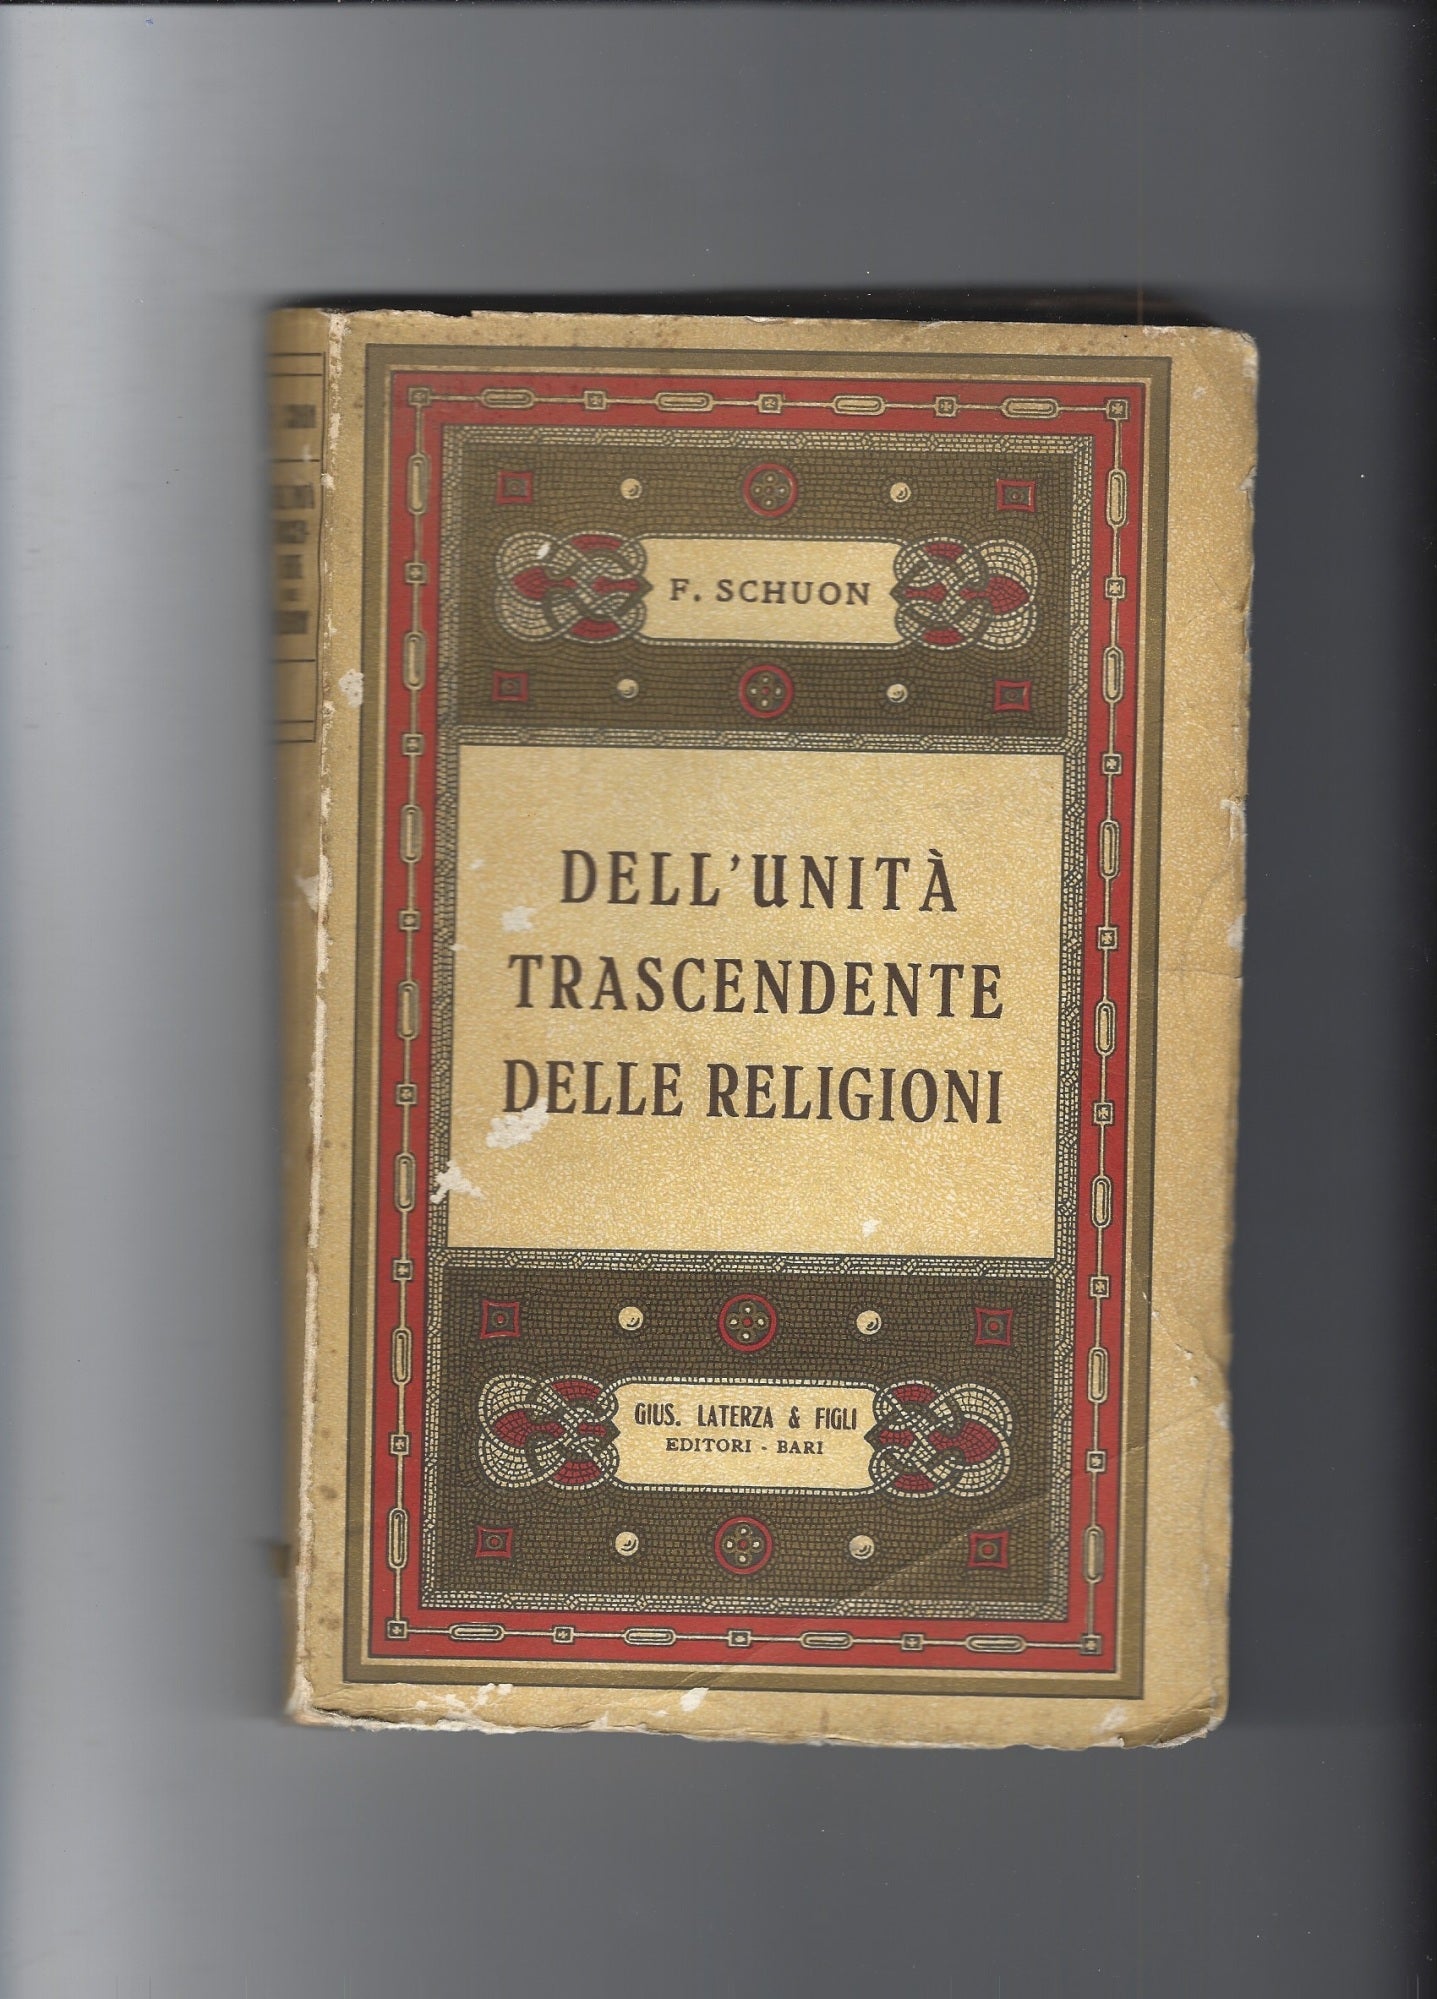 F. SCHUON
DELL'UNITÀ
TRASCENDENTE
DELLE RELIGIONI
GIUS. LATERZA & FIGLI
EDITORI - BARI